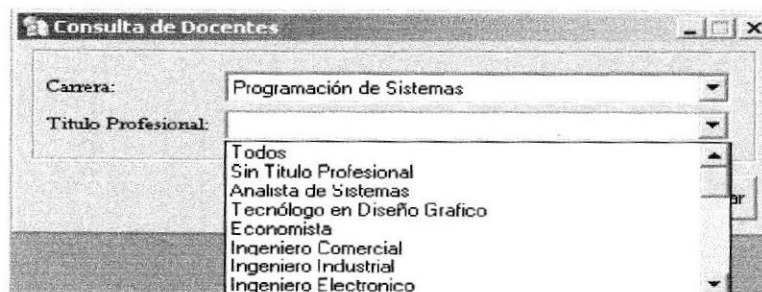 Consulta de Docentes
Carrera: Programación de Sistemas
Titulo Profesional:
Todos
Sin Titulo Profesional
Analista de Sistemas
Tecnólogo en Diseño Grafico
ar
Economista
Ingeniero Comercial
Ingeniero Industrial
Ingeniero Electronico